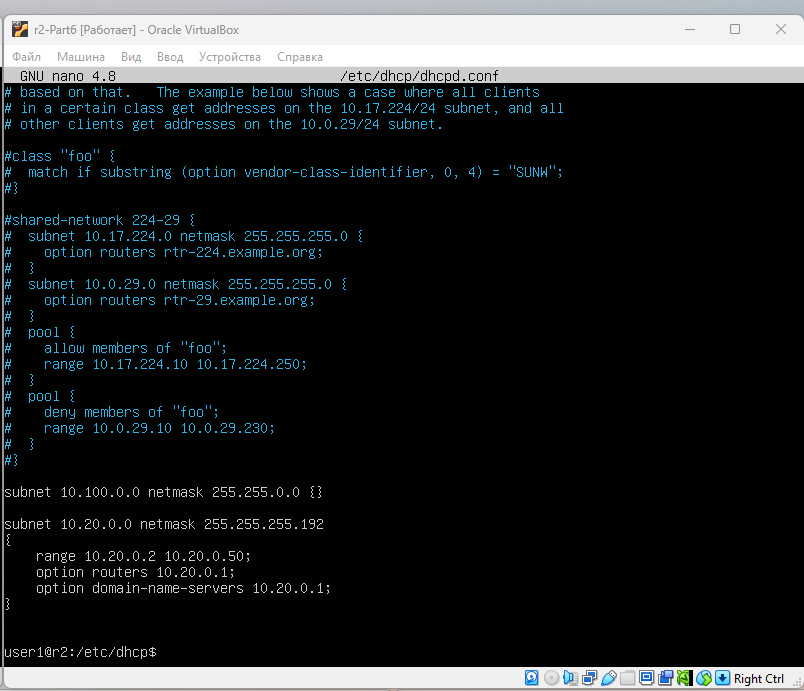 r2-Part6 [Работает] - Oracle VirtualBox
Файл Машина Вид Ввод Устройства Справка
GNU nano 4.8 /etc/dhcp/dhcpd.conf
# based on that.   The example below shows a case where all clients
# in a certain class get addresses on the 10.17.224/24 subnet, and all
# other clients get addresses on the 10.0.29/24 subnet.
#class "foo" {
#  match if substring (option vendor-class-identifier, 0, 4) = "SUNW";
#}
#shared-network 224-29 {
#  subnet 10.17.224.0 netmask 255.255.255.0 {
#    option routers rtr-224.example.org;
#  }
#  subnet 10.0.29.0 netmask 255.255.255.0 {
#    option routers rtr-29.example.org;
#  }
#  pool {
#    allow members of "foo";
#    range 10.17.224.10 10.17.224.250;
#  }
#  pool {
#    deny members of "foo";
#    range 10.0.29.10 10.0.29.230;
#  }
#}
subnet 10.100.0.0 netmask 255.255.0.0 {}
subnet 10.20.0.0 netmask 255.255.255.192
{
    range 10.20.0.2 10.20.0.50;
    option routers 10.20.0.1;
    option domain-name-servers 10.20.0.1;
}
user1@r2:/etc/dhcp$
Right Ctrl